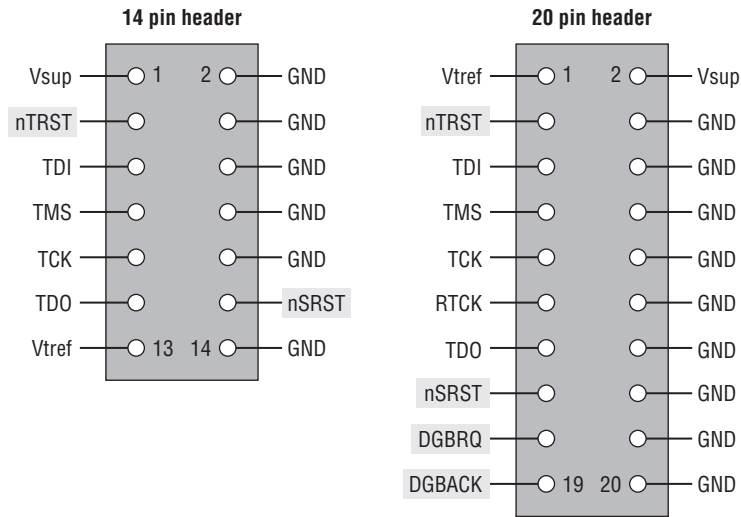 14 pin header
Vsup 1 2 GND
nTRST GND
TDI GND
TMS GND
TCK GND
TDO nSRST
Vtref 13 14 GND
20 pin header
Vtref 1 2 Vsup
nTRST GND
TDI GND
TMS GND
TCK GND
RTCK GND
TDO GND
nSRST GND
DGBRQ GND
DGBACK 19 20 GND